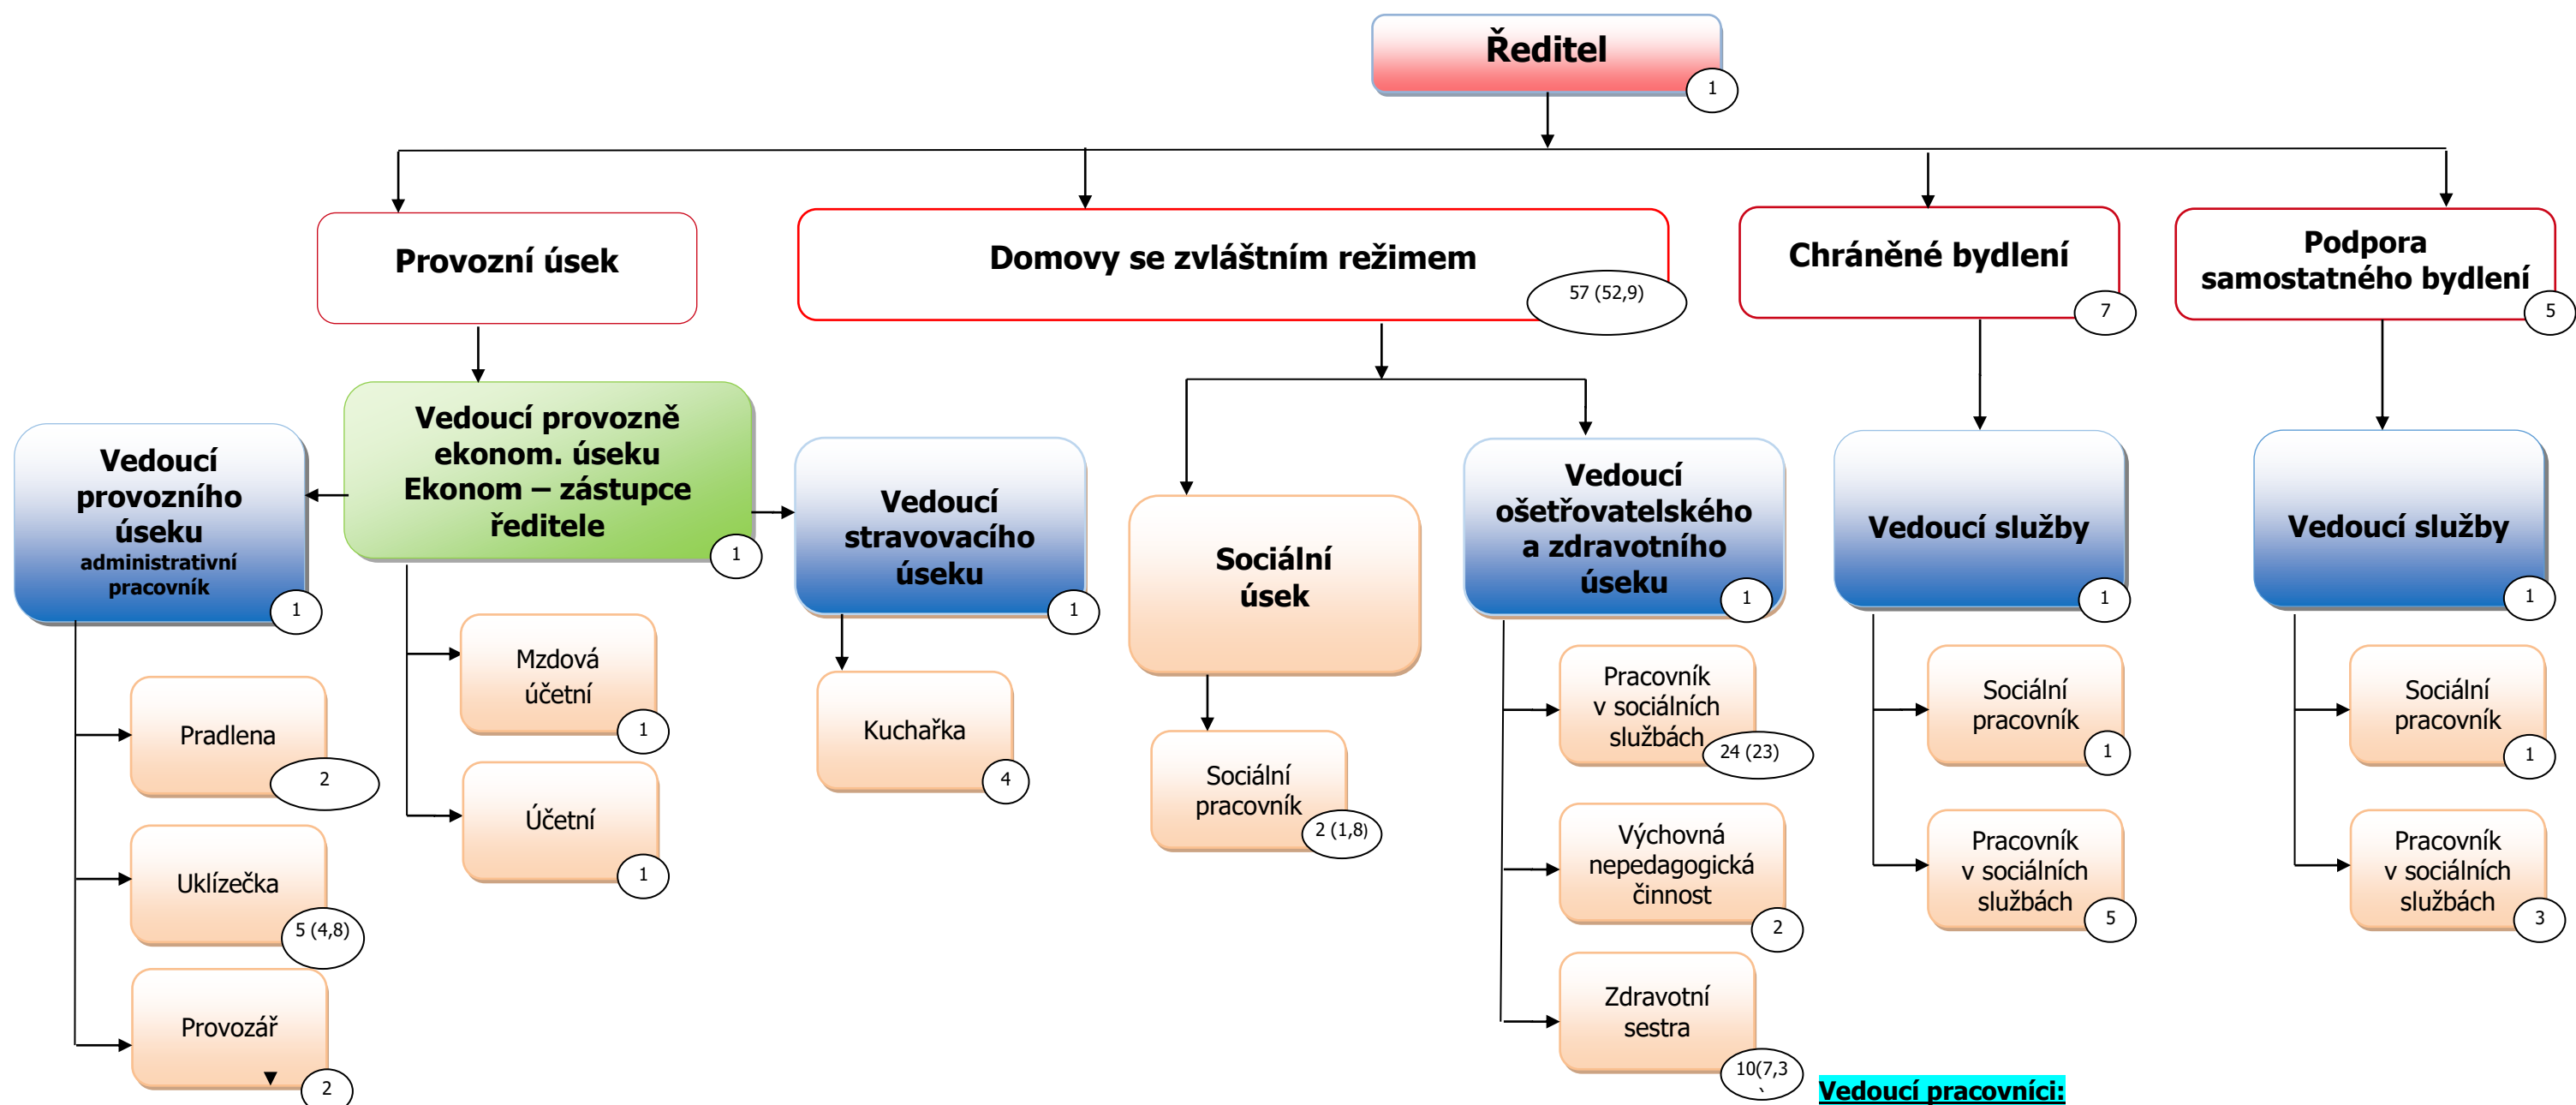 Ředitel
1
Provozní úsek
Domovy se zvláštním režimem
57 (52,9)
Chráněné bydlení
7
Podpora
samostatného bydlení
5
Vedoucí
provozního
úseku
administrativní
pracovník
1
Vedoucí provozně
ekonom. úseku
Ekonom – zástupce
ředitele
1
Vedoucí
stravovacího
úseku
1
Sociální
úsek
Vedoucí
ošetřovatelského
a zdravotního
úseku
1
Vedoucí služby
1
Vedoucí služby
1
Pradlena
2
Uklízečka
5 (4,8)
Provozář
2
Mzdová
účetní
1
Účetní
1
Kuchařka
4
Sociální
pracovník
2 (1,8)
Pracovník
v sociálních
službách
24 (23)
Výchovná
nepedagogická
činnost
2
Zdravotní
sestra
10(7,3
)
Sociální
pracovník
1
Pracovník
v sociálních
službách
5
Sociální
pracovník
1
Pracovník
v sociálních
službách
3
Vedoucí pracovníci: